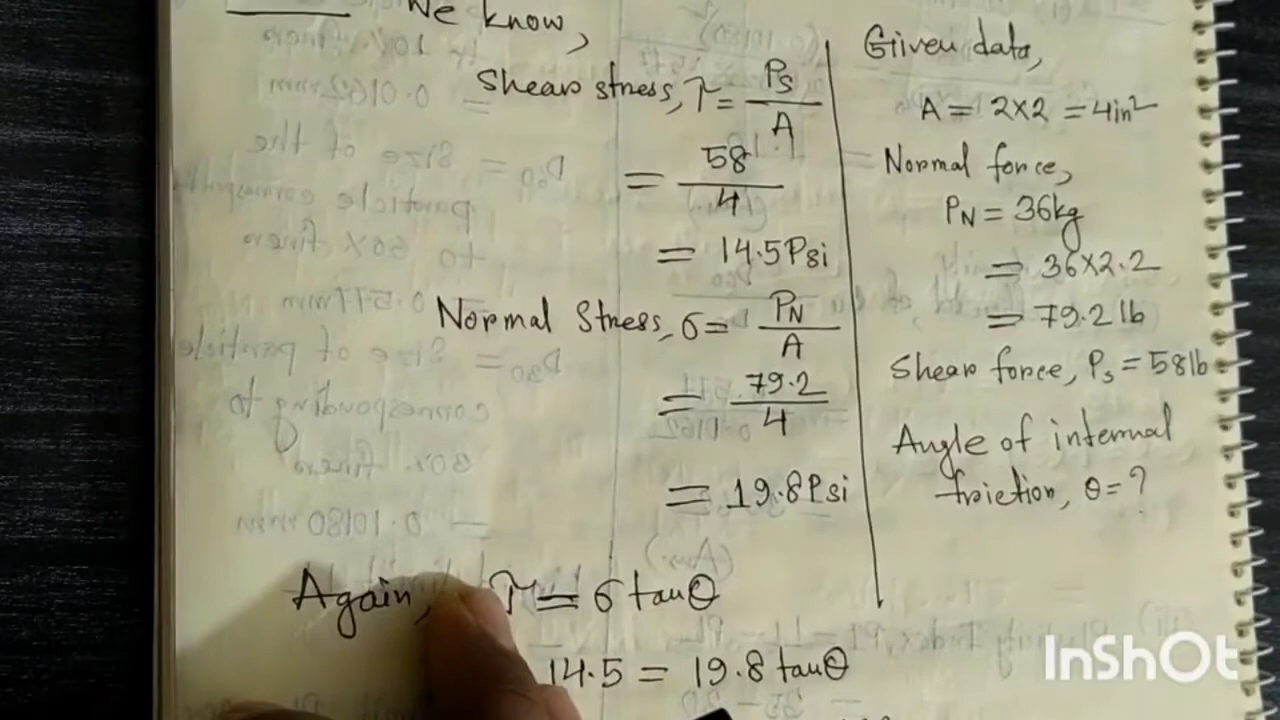 We know,
Shear stress, τ = Ps/A
= 58/4
= 14.5 Psi
Normal Stress, σ = PN/A
= 79.2/4
= 19.8 Psi
Again, τ = σ tanθ
14.5 = 19.8 tanθ
Given data,
A = 2×2 = 4in²
Normal force,
PN = 36kg
= 36×2.2
= 79.2 lb
Shear force, Ps = 58lb
Angle of internal
friction, θ = ?
InShOt